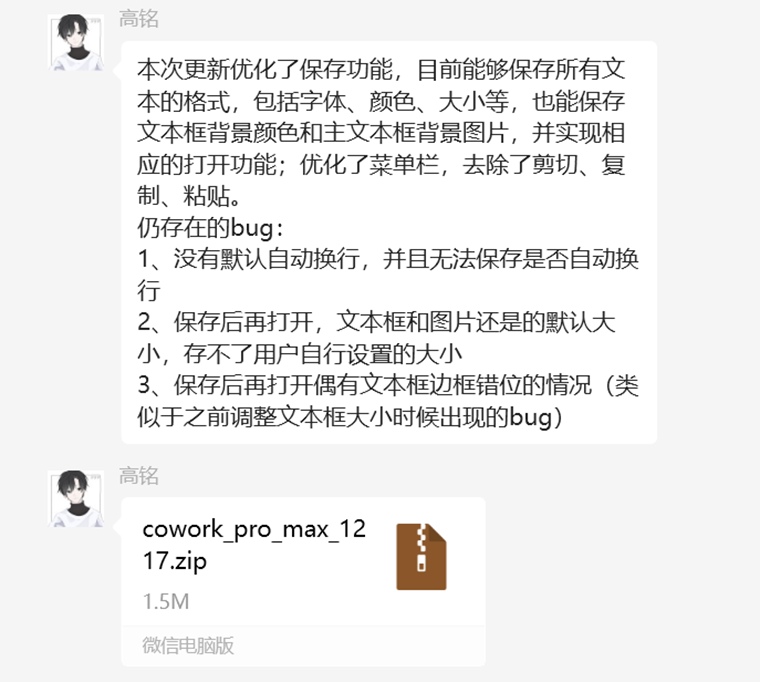 高铭
本次更新优化了保存功能，目前能够保存所有文
本的格式，包括字体、颜色、大小等，也能保存
文本框背景颜色和主文本框背景图片，并实现相
应的打开功能；优化了菜单栏，去除了剪切、复
制、粘贴。
仍存在的bug：
1、没有默认自动换行，并且无法保存是否自动换
行
2、保存后再打开，文本框和图片还是的默认大
小，存不了用户自行设置的大小
3、保存后再打开偶有文本框边框错位的情况（类
似于之前调整文本框大小时候出现的bug）
高铭
cowork_pro_max_12
17.zip
1.5M
微信电脑版